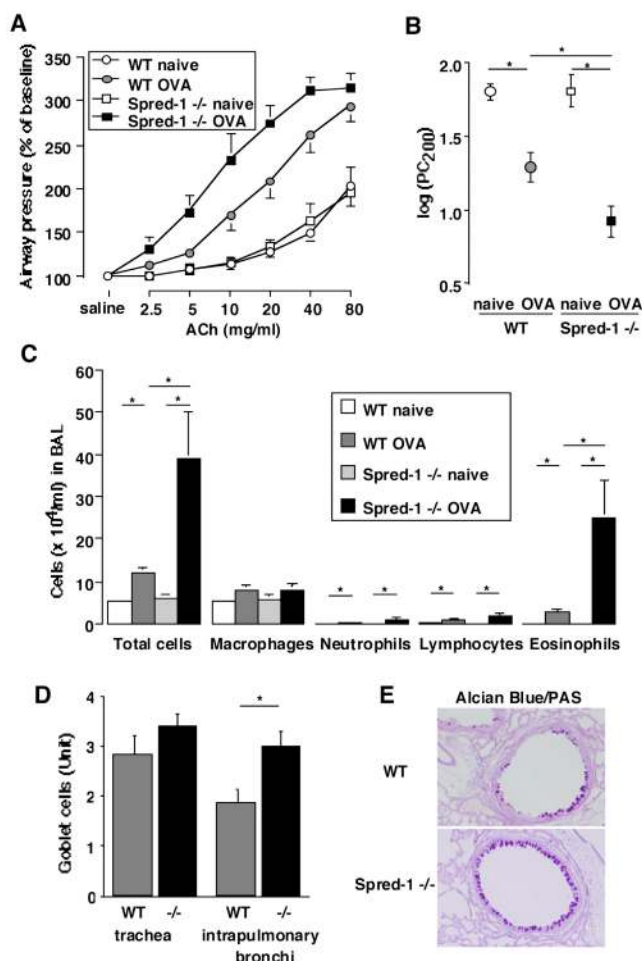 A
WT naive
WT OVA
Spred-1 -/- naive
Spred-1 -/- OVA
Airway pressure (% of baseline)
350
300
250
200
150
100
saline 2.5 5 10 20 40 80
ACh (mg/ml)
B
* * *
log (PC200)
2.0
1.5
1.0
0.5
naive OVA naive OVA
WT Spred-1 -/-
C
Cells (x 10⁴/ml) in BAL
60
50
40
30
20
10
* * *
WT naive
WT OVA
Spred-1 -/- naive
Spred-1 -/- OVA
* * * *
* * *
Total cells Macrophages Neutrophils Lymphocytes Eosinophils
D
Goblet cells (Unit)
4
3
2
1
0
*
WT -/- WT -/-
trachea intrapulmonary
bronchi
E
Alcian Blue/PAS
WT
Spred-1 -/-